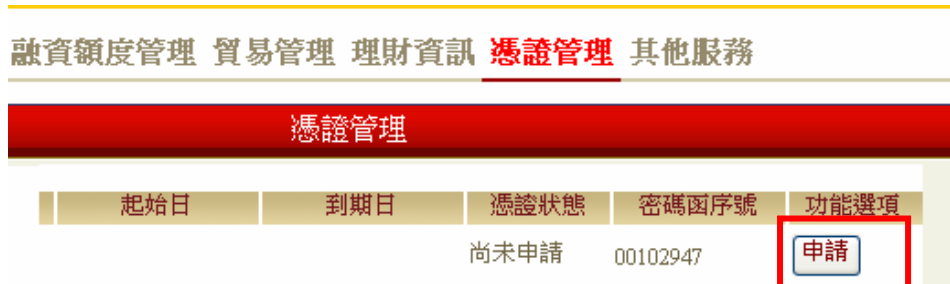 融資額度管理 貿易管理 理財資訊 憑證管理 其他服務
憑證管理
起始日 到期日 憑證狀態 密碼函序號 功能選項
尚未申請 00102947 申請